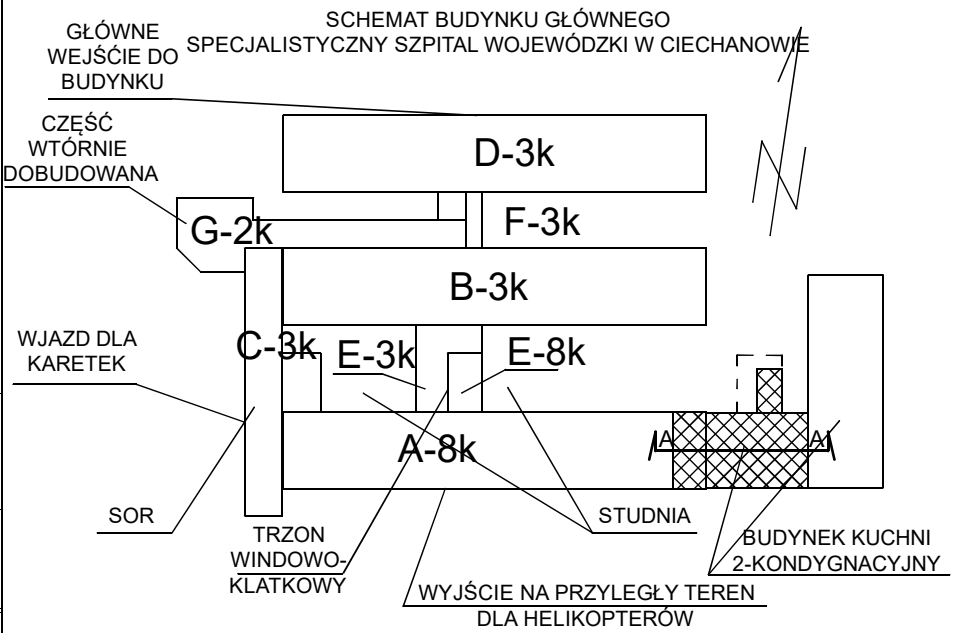 SCHEMAT BUDYNKU GŁÓWNEGO
SPECJALISTYCZNY SZPITAL WOJEWÓDZKI W CIECHANOWIE
GŁÓWNE
WEJŚĆIE DO
BUDYNKU
CZĘŚĆ
WTÓRNIE
DOBUDOWANA
D-3k
G-2k
F-3k
B-3k
WJAZD DLA
KARETEK
C-3k
E-3k
E-8k
A-8k
A
A
SOR
TRZON
WINDOWO-
KLATKOWY
STUDNIA
BUDYNEK KUCHNI
2-KONDYGNACYJNY
WYJŚCIE NA PRZYLEGŁY TEREN
DLA HELIKOPTERÓW